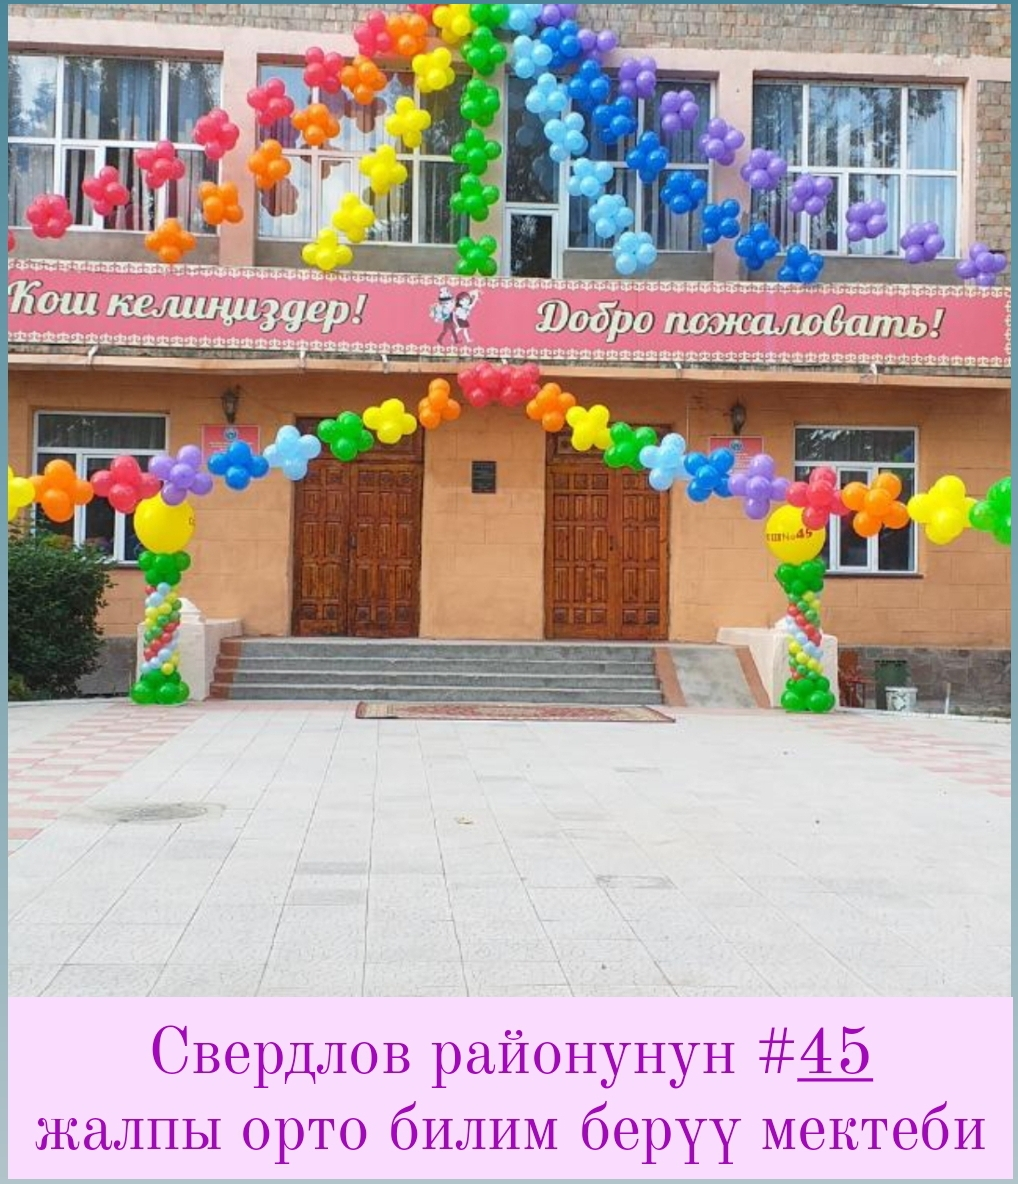 Кош келиңиздер!
Добро пожаловать!
Свердлов районунун #45
жалпы орто билим берүү мектеби